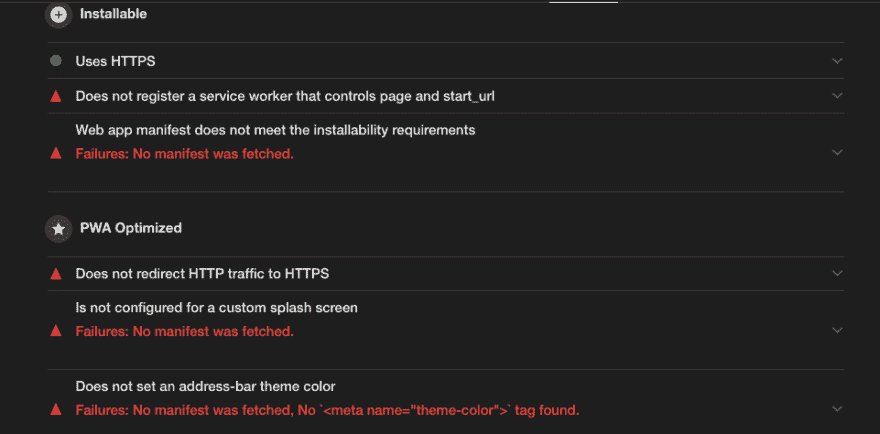 Installable
Uses HTTPS
Does not register a service worker that controls page and start_url
Web app manifest does not meet the installability requirements
Failures: No manifest was fetched.
PWA Optimized
Does not redirect HTTP traffic to HTTPS
Is not configured for a custom splash screen
Failures: No manifest was fetched.
Does not set an address-bar theme color
Failures: No manifest was fetched, No `<meta name="theme-color">` tag found.